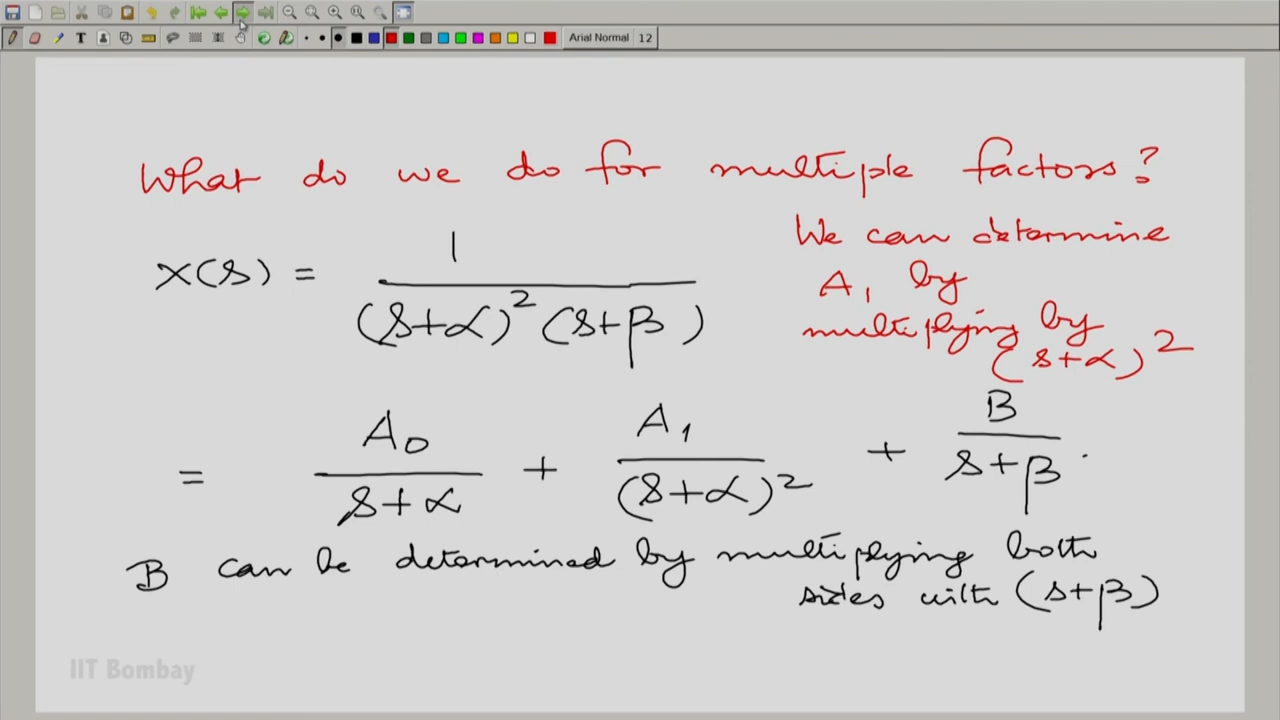 Arial Normal 12
What do we do for multiple factors?
X(s) = 1 / (s+α)² (s+β)
We can determine
A₁ by
multiplying by
(s+α)²
= A₀ / s+α + A₁ / (s+α)² + B / s+β .
B can be determined by multiplying both
sides with (s+β)
IIT Bombay